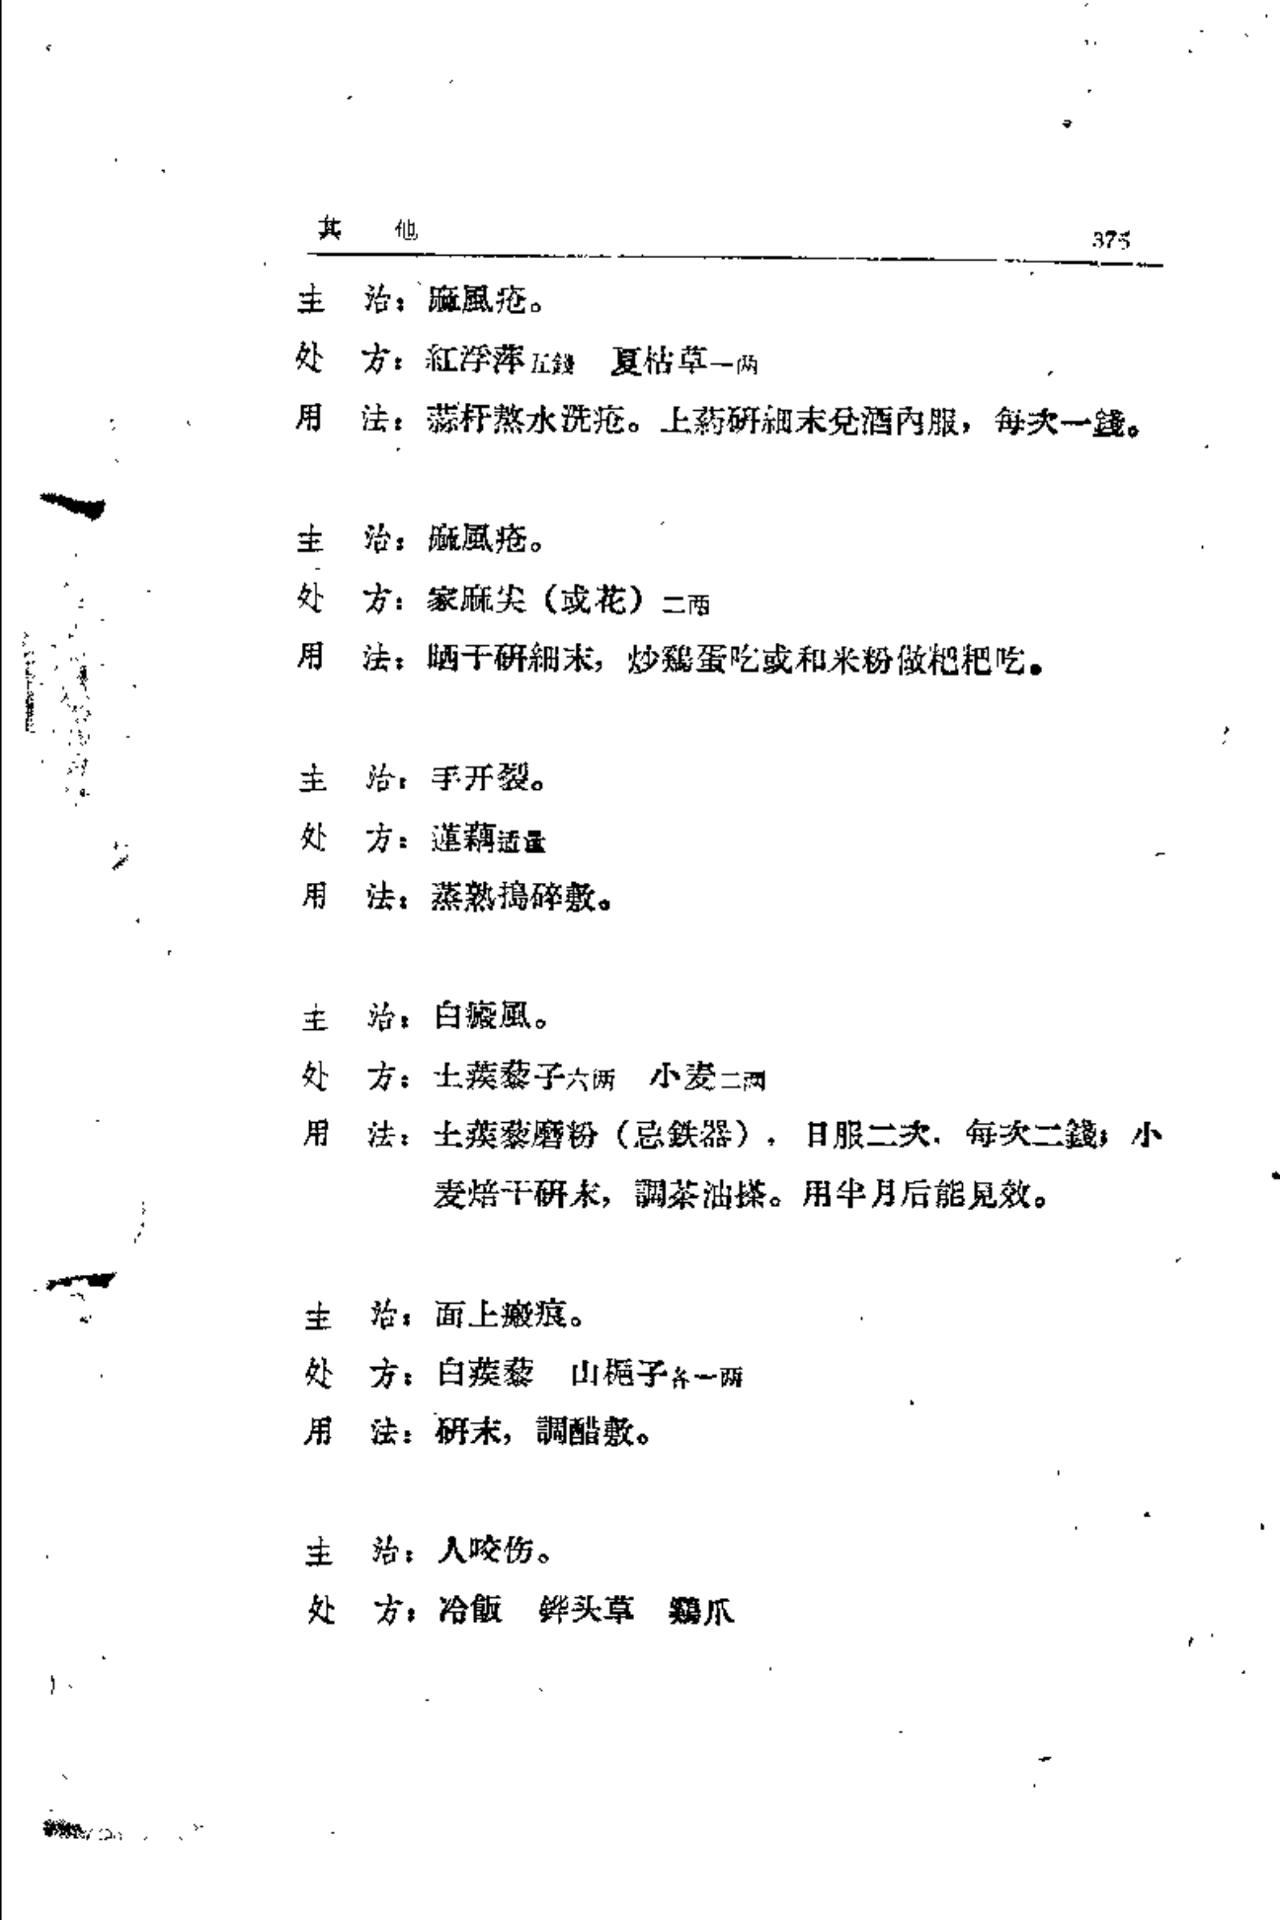 其　他　375
主　治：麻風疮。
处　方：紅浮萍五錢　夏枯草一两
用　法：蒜杆熬水洗疮。上药研細末兌酒內服，每次一錢。
主　治：麻風疮。
处　方：家麻尖（或花）二两
用　法：晒干研細末，炒鷄蛋吃或和米粉做粑粑吃。
主　治：手开裂。
处　方：蓮藕适量
用　法：蒸熟搗碎敷。
主　治：白癜風。
处　方：土蒺藜子六两　小麦二两
用　法：土蒺藜磨粉（忌鉄器），日服二次，每次二錢；小
麦焙干研末，調茶油搽。用半月后能見效。
主　治：面上瘢痕。
处　方：白蒺藜　山梔子各一两
用　法：研末，調醋敷。
主　治：人咬伤。
处　方：冷飯　鏵头草　鷄爪